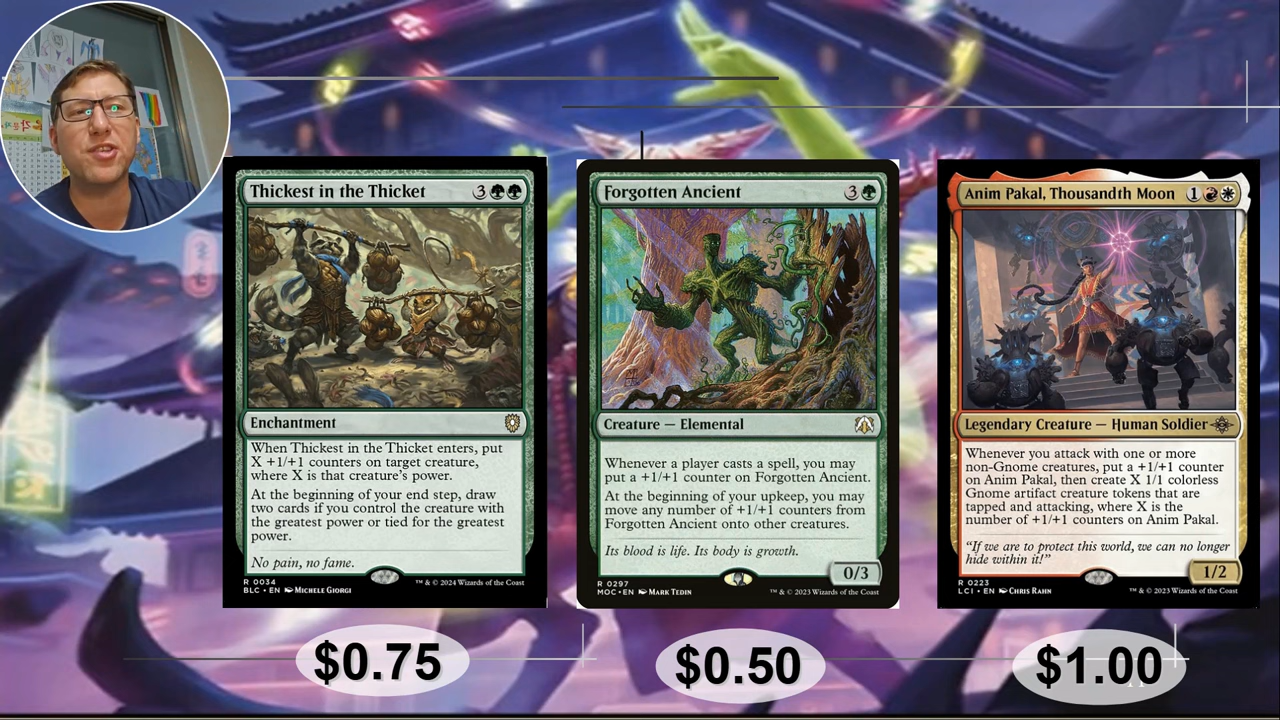 Thickest in the Thicket 3
Enchantment
When Thickest in the Thicket enters, put
X +1/+1 counters on target creature,
where X is that creature's power.
At the beginning of your end step, draw
two cards if you control the creature with
the greatest power or tied for the greatest
power.
No pain, no fame.
R 0034
BLC • EN Michele Giorgi
™ & © 2024 Wizards of the Coast
$0.75
Forgotten Ancient 3
Creature — Elemental
Whenever a player casts a spell, you may
put a +1/+1 counter on Forgotten Ancient.
At the beginning of your upkeep, you may
move any number of +1/+1 counters from
Forgotten Ancient onto other creatures.
Its blood is life. Its body is growth.
0/3
R 0297
MOC • EN Mark Tedin
™ & © 2023 Wizards of the Coast
$0.50
Anim Pakal, Thousandth Moon 1
Legendary Creature — Human Soldier
Whenever you attack with one or more
non-Gnome creatures, put a +1/+1 counter
on Anim Pakal, then create X 1/1 colorless
Gnome artifact creature tokens that are
tapped and attacking, where X is the
number of +1/+1 counters on Anim Pakal.
"If we are to protect this world, we can no longer
hide within it!"
1/2
R 0223
LCI • EN Chris Rahn
™ & © 2023 Wizards of the Coast
$1.00